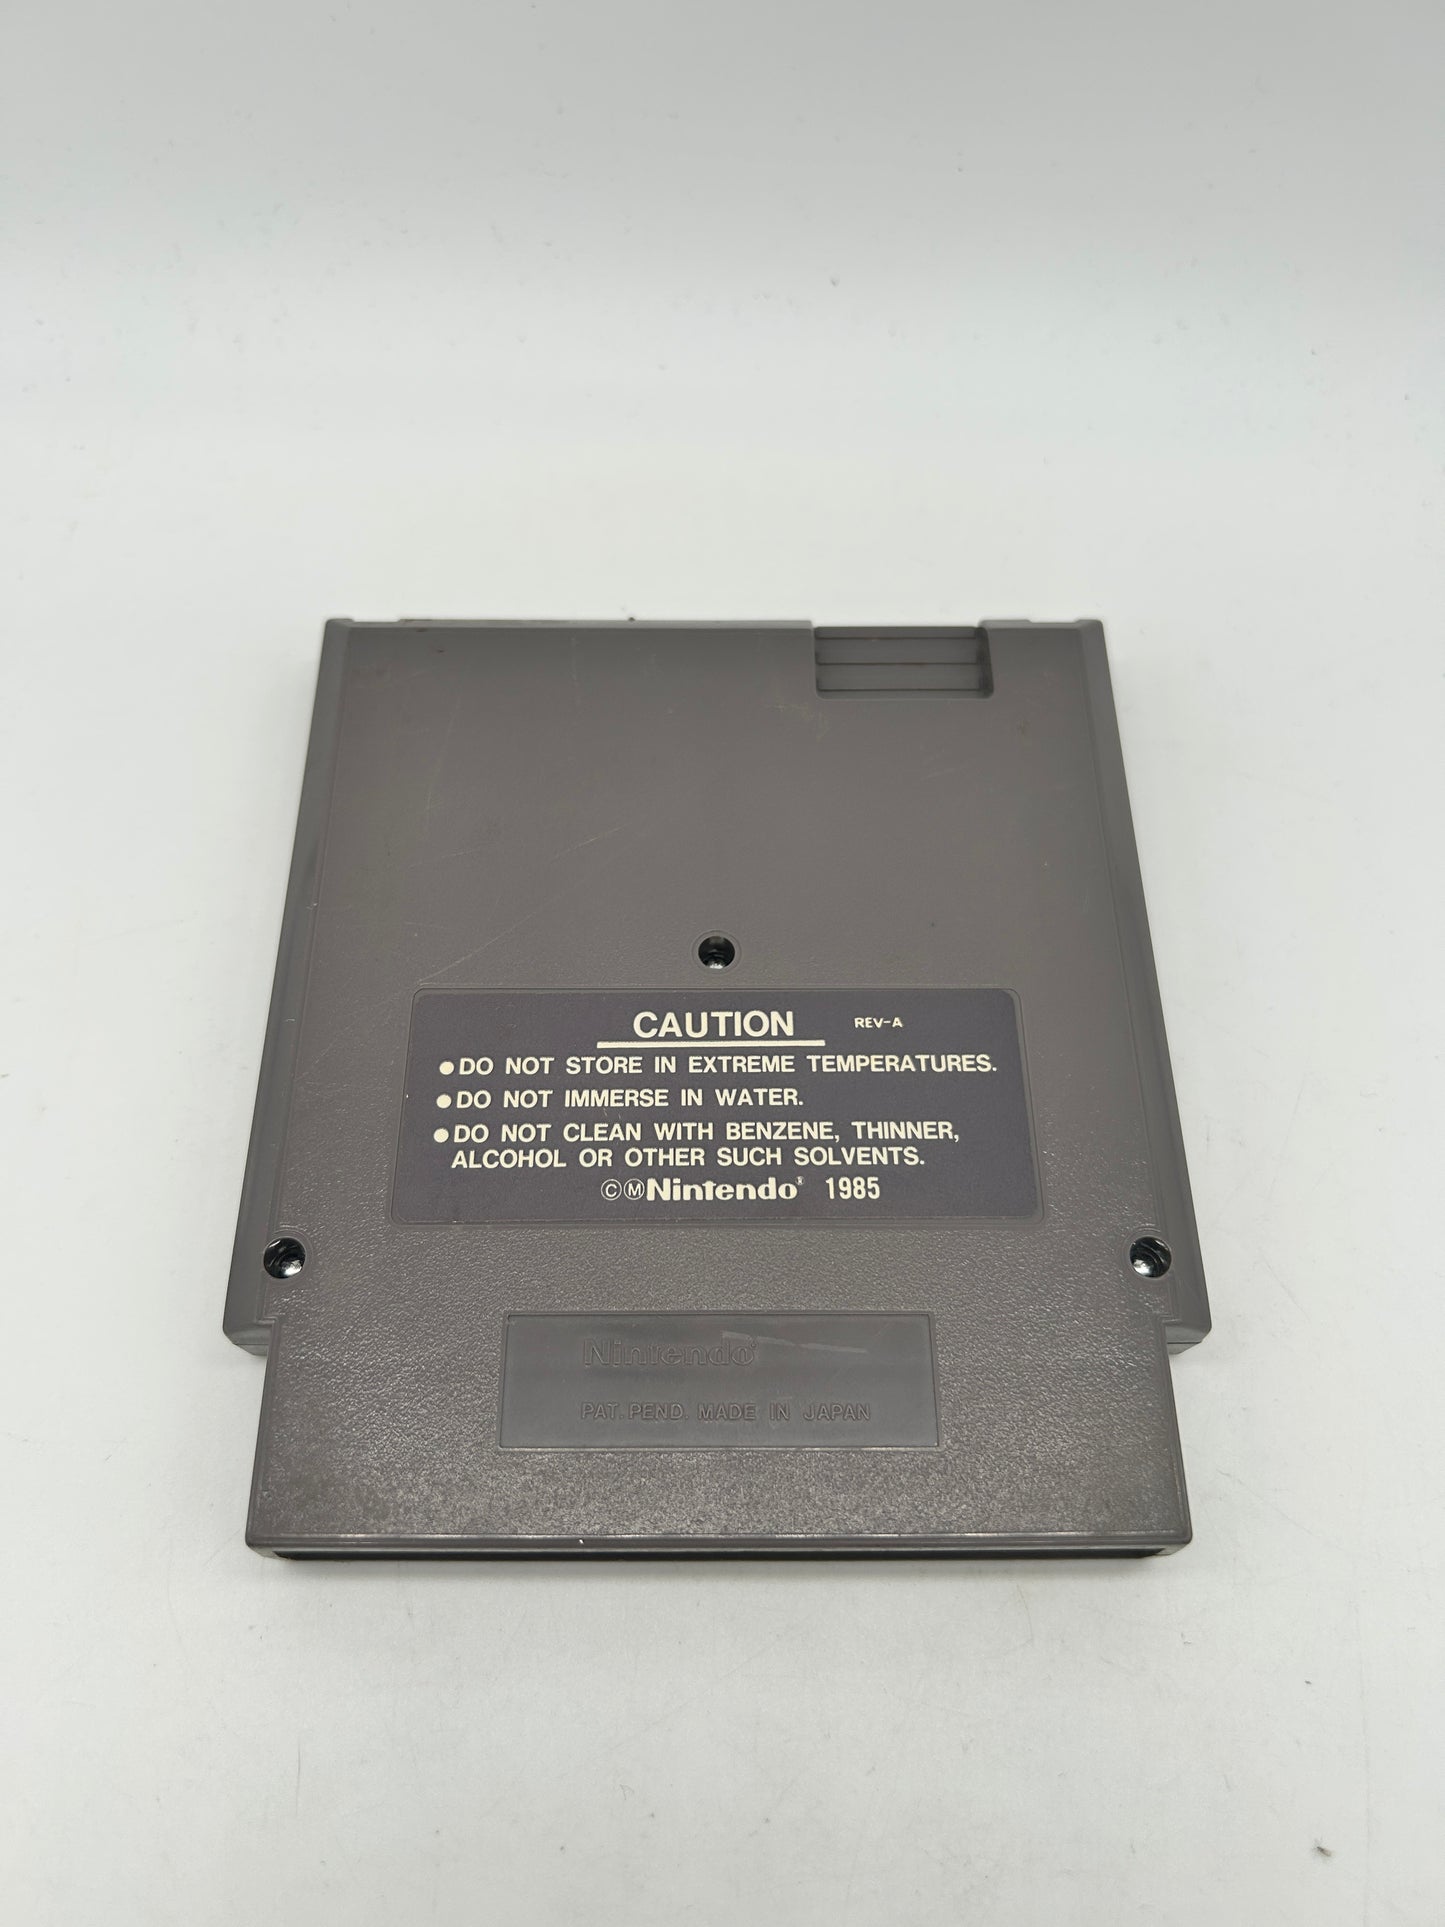 CAUTION REV-A
●DO NOT STORE IN EXTREME TEMPERATURES.
●DO NOT IMMERSE IN WATER.
●DO NOT CLEAN WITH BENZENE, THINNER,
ALCOHOL OR OTHER SUCH SOLVENTS.
©ⓂNintendo® 1985
Nintendo®
PAT. PEND. MADE IN JAPAN